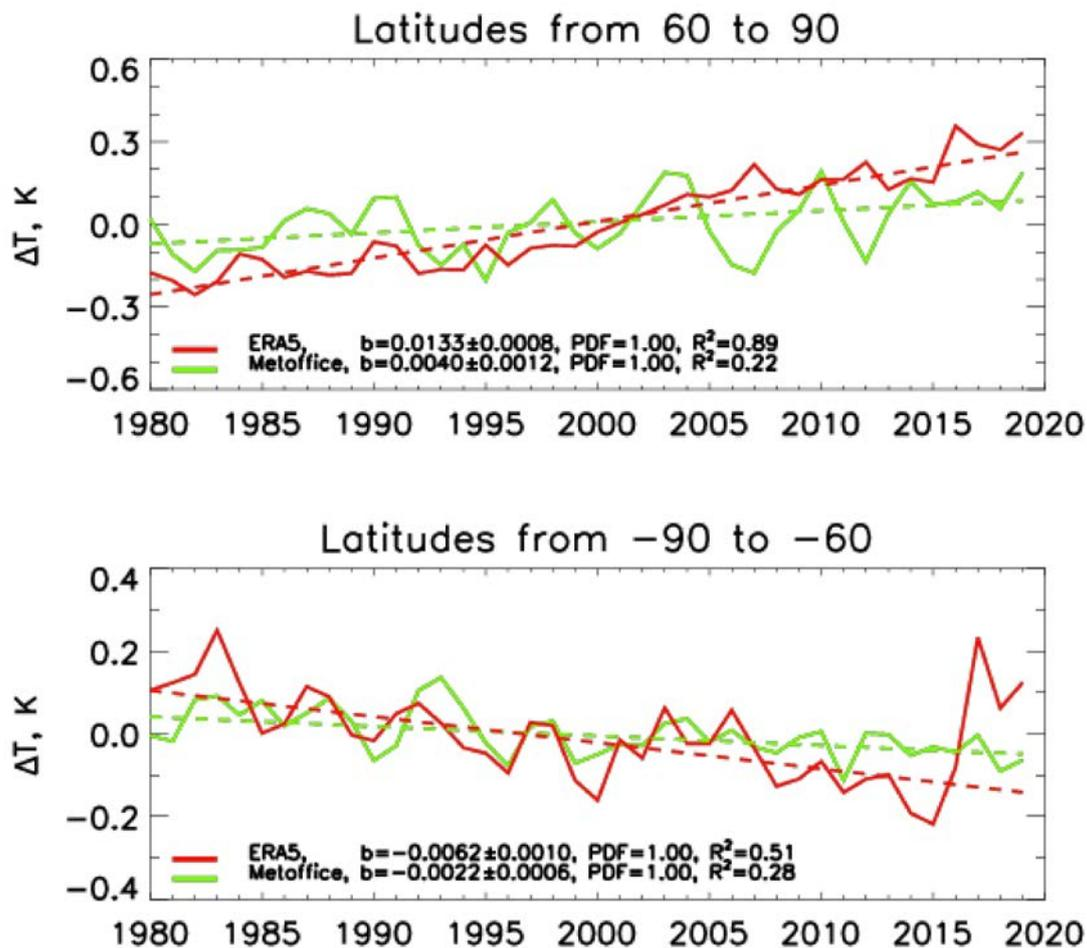 Latitudes from 60 to 90
0.6
0.3
0.0
−0.3
−0.6
ΔT, K
ERA5, b=0.0133±0.0008, PDF=1.00, R²=0.89
Metoffice, b=0.0040±0.0012, PDF=1.00, R²=0.22
1980 1985 1990 1995 2000 2005 2010 2015 2020
Latitudes from −90 to −60
0.4
0.2
0.0
−0.2
−0.4
ΔT, K
ERA5, b=−0.0062±0.0010, PDF=1.00, R²=0.51
Metoffice, b=−0.0022±0.0006, PDF=1.00, R²=0.28
1980 1985 1990 1995 2000 2005 2010 2015 2020